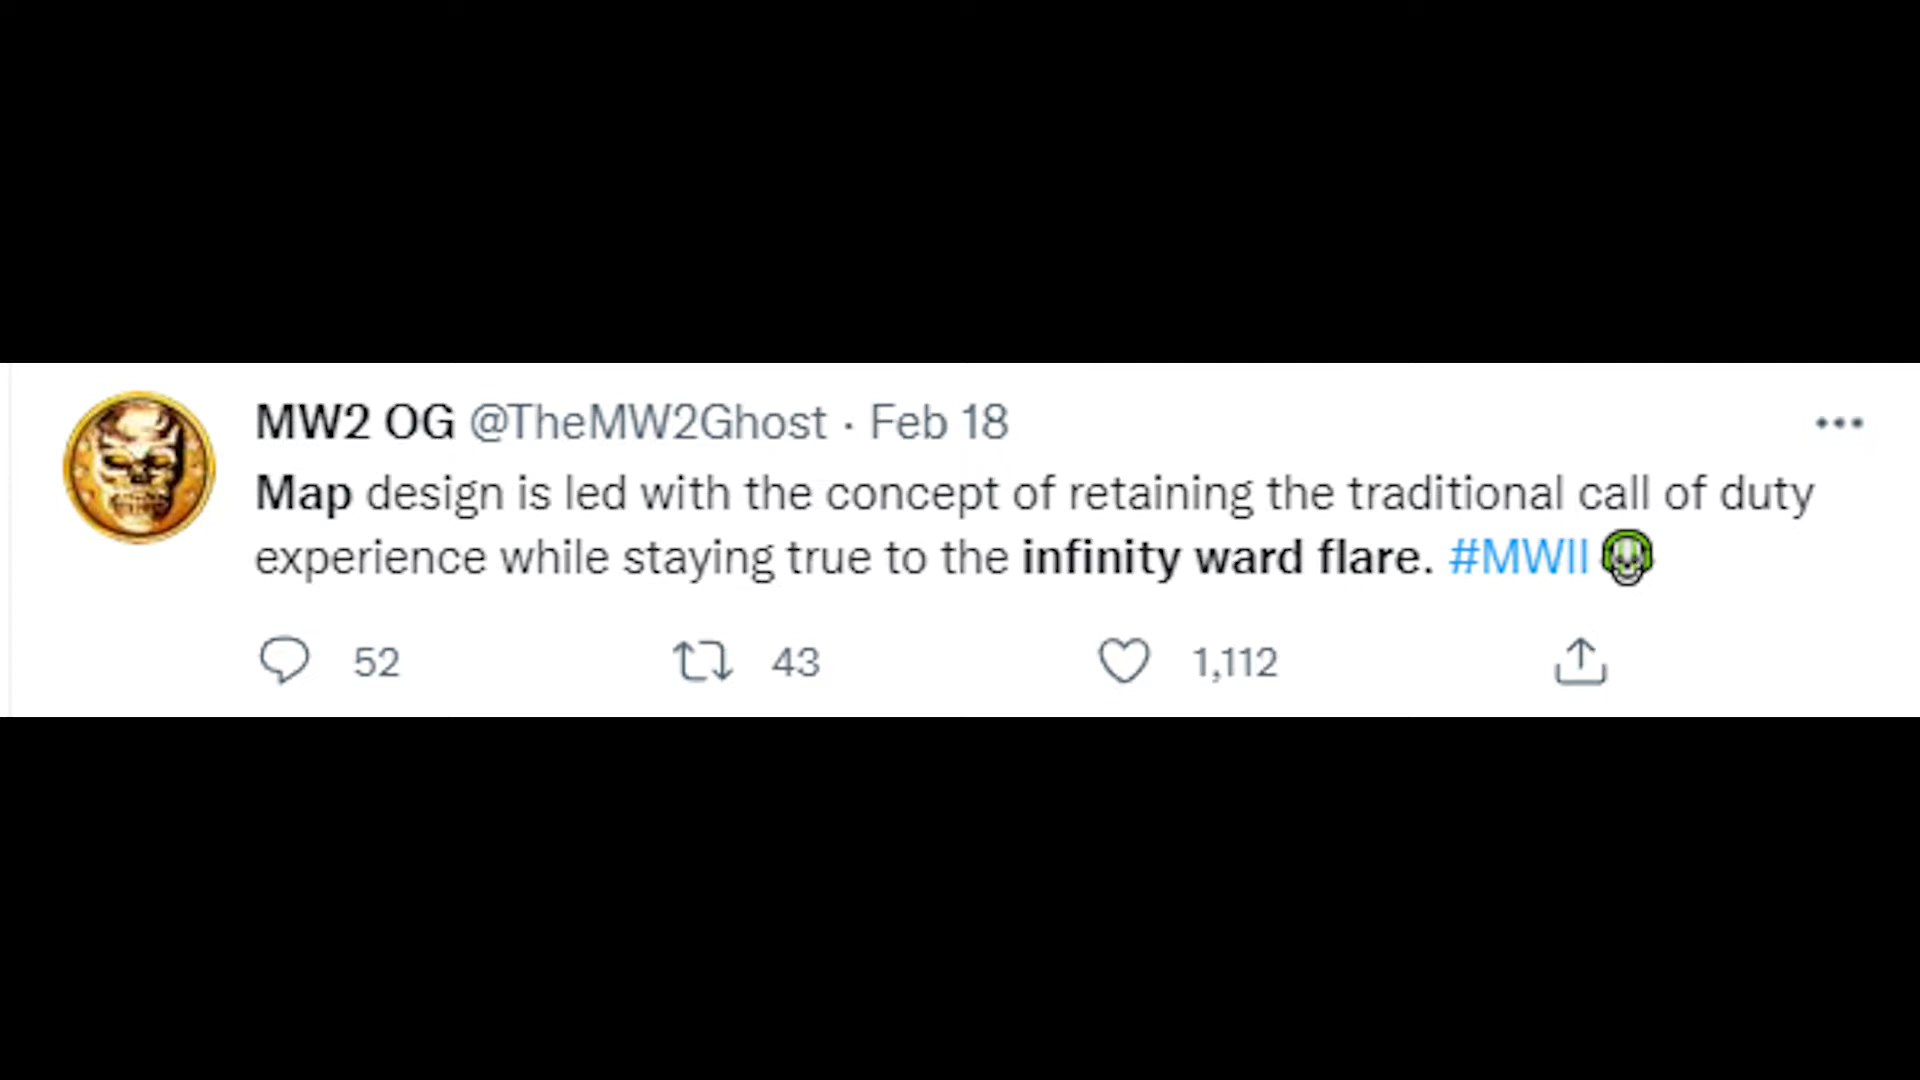 MW2 OG @TheMW2Ghost · Feb 18
Map design is led with the concept of retaining the traditional call of duty
experience while staying true to the infinity ward flare. #MWII
52 43 1,112